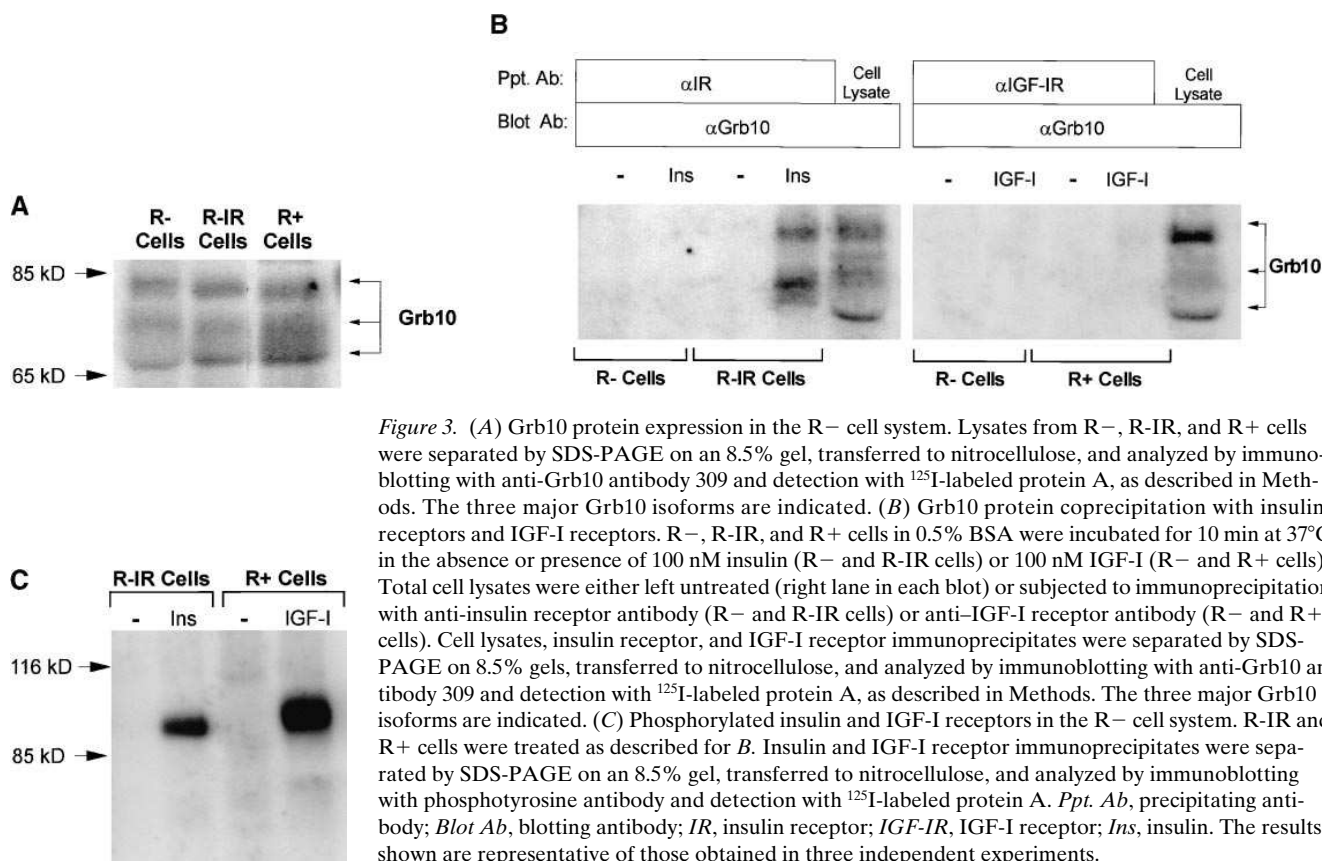 B
Ppt. Ab:
αIR
Cell
Lysate
αIGF-IR
Cell
Lysate
Blot Ab:
αGrb10
αGrb10
- Ins - Ins
- IGF-I - IGF-I
Grb10
R- Cells
R-IR Cells
R- Cells
R+ Cells
A
R-
Cells
R-IR
Cells
R+
Cells
85 kD
65 kD
Grb10
C
R-IR Cells
R+ Cells
- Ins - IGF-I
116 kD
85 kD
Figure 3. (A) Grb10 protein expression in the R− cell system. Lysates from R−, R-IR, and R+ cells
were separated by SDS-PAGE on an 8.5% gel, transferred to nitrocellulose, and analyzed by immuno-
blotting with anti-Grb10 antibody 309 and detection with ¹²⁵I-labeled protein A, as described in Meth-
ods. The three major Grb10 isoforms are indicated. (B) Grb10 protein coprecipitation with insulin
receptors and IGF-I receptors. R−, R-IR, and R+ cells in 0.5% BSA were incubated for 10 min at 37°C
in the absence or presence of 100 nM insulin (R− and R-IR cells) or 100 nM IGF-I (R− and R+ cells)
Total cell lysates were either left untreated (right lane in each blot) or subjected to immunoprecipitation
with anti-insulin receptor antibody (R− and R-IR cells) or anti–IGF-I receptor antibody (R− and R+
cells). Cell lysates, insulin receptor, and IGF-I receptor immunoprecipitates were separated by SDS-
PAGE on 8.5% gels, transferred to nitrocellulose, and analyzed by immunoblotting with anti-Grb10 an
tibody 309 and detection with ¹²⁵I-labeled protein A, as described in Methods. The three major Grb10
isoforms are indicated. (C) Phosphorylated insulin and IGF-I receptors in the R− cell system. R-IR and
R+ cells were treated as described for B. Insulin and IGF-I receptor immunoprecipitates were sepa-
rated by SDS-PAGE on an 8.5% gel, transferred to nitrocellulose, and analyzed by immunoblotting
with phosphotyrosine antibody and detection with ¹²⁵I-labeled protein A. Ppt. Ab, precipitating anti-
body; Blot Ab, blotting antibody; IR, insulin receptor; IGF-IR, IGF-I receptor; Ins, insulin. The results
shown are representative of those obtained in three independent experiments.